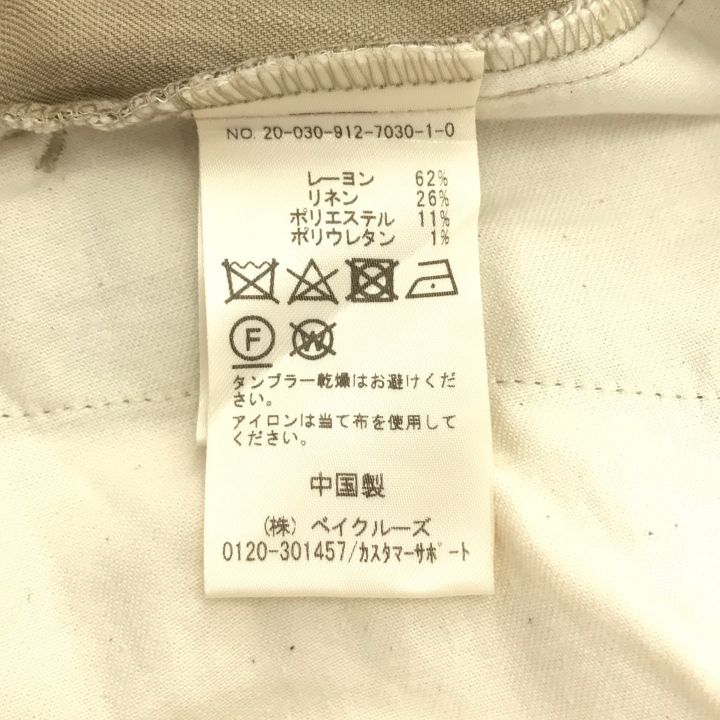 NO. 20-030-912-7030-1-0
レーヨン 62%
リネン 26%
ポリエステル 11%
ポリウレタン 1%
F W
タンブラー乾燥はお避けくだ
さい。
アイロンは当て布を使用して
ください。
中国製
(株) ベイクルーズ
0120-301457/カスタマーサポート